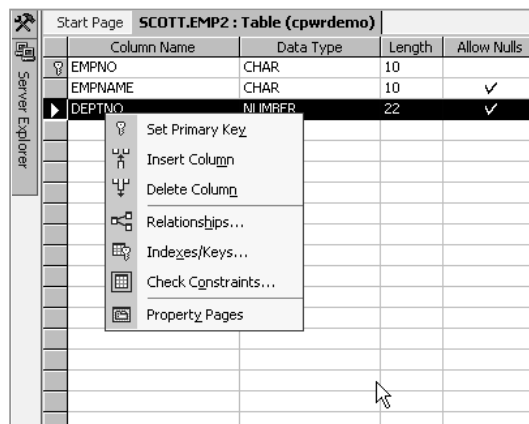 Start Page SCOTT.EMP2 : Table (cpwrdemo)
Column Name Data Type Length Allow Nulls
EMPNO CHAR 10
EMPNAME CHAR 10
DEPTNO NUMBER 22
Server Explorer
Set Primary Key
Insert Column
Delete Column
Relationships...
Indexes/Keys...
Check Constraints...
Property Pages